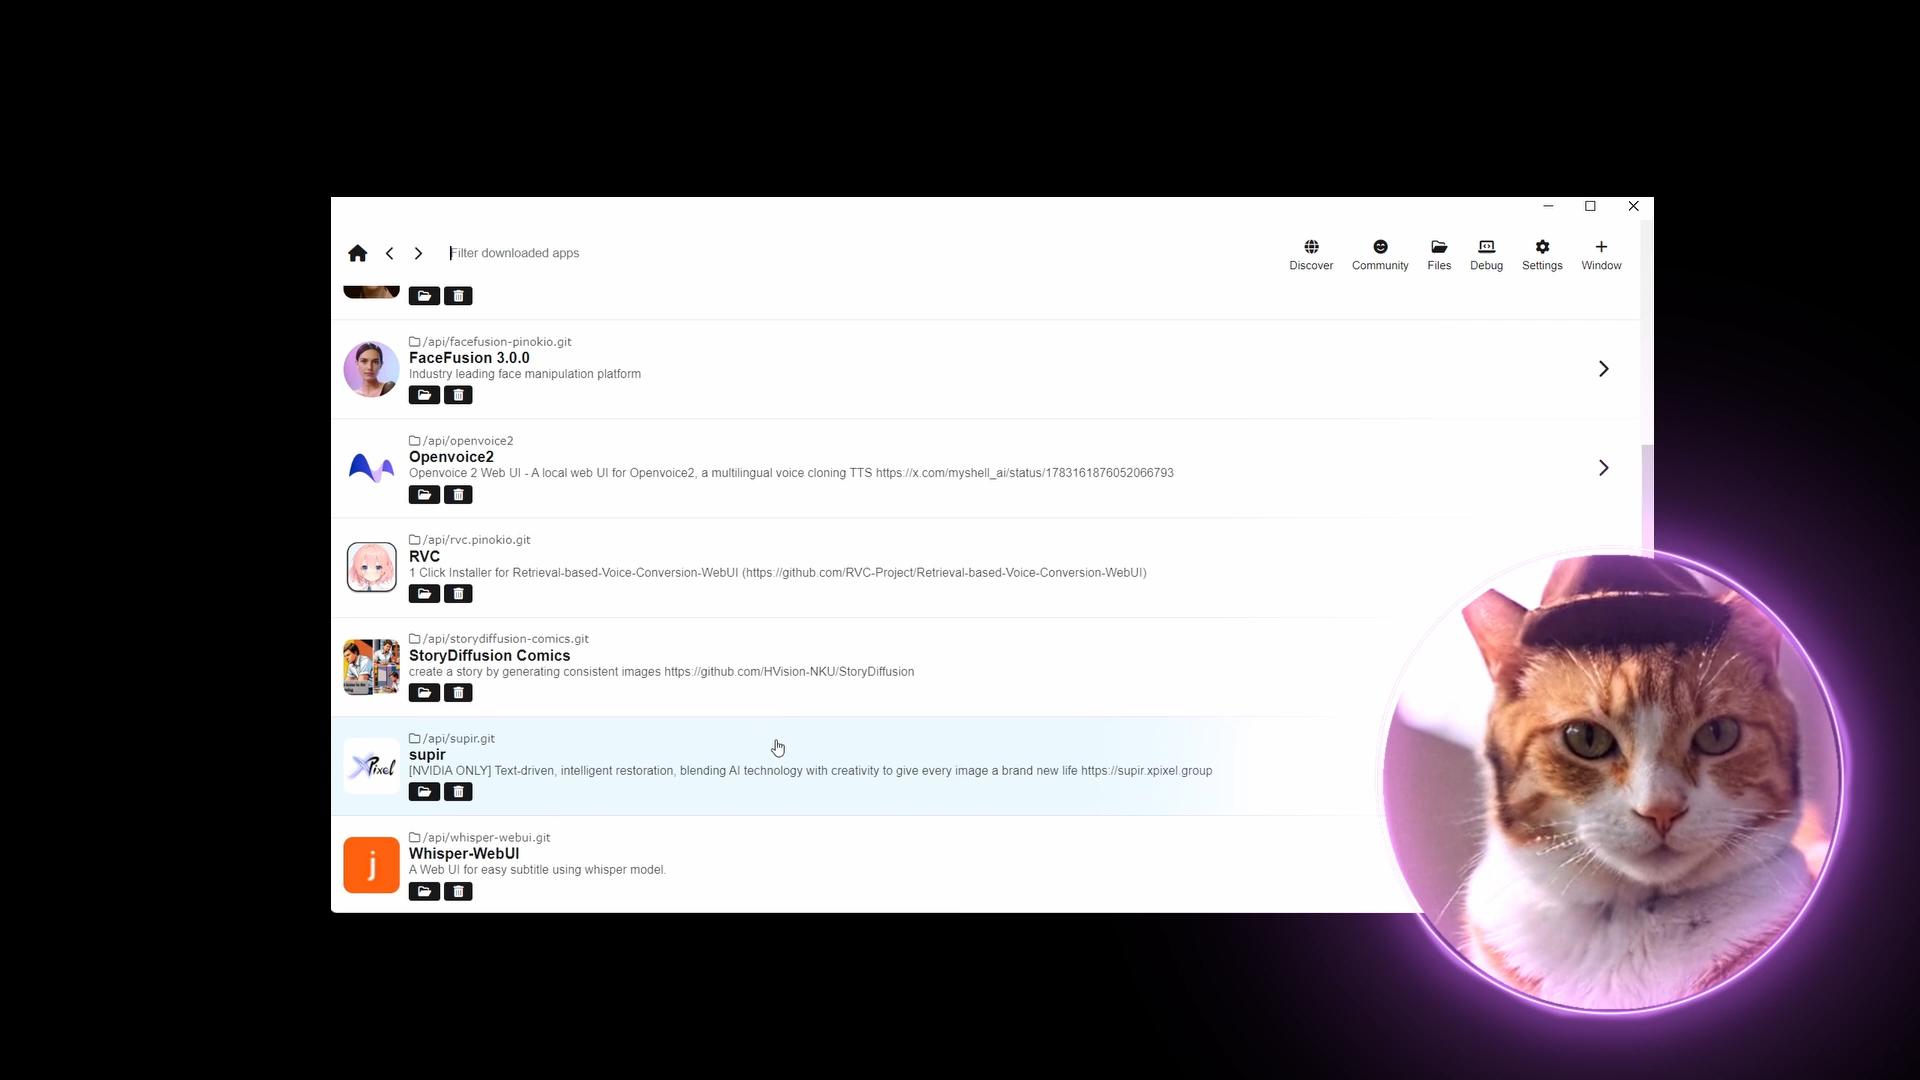 Filter downloaded apps
Discover
Community
Files
Debug
Settings
Window
/api/facefusion-pinokio.git
FaceFusion 3.0.0
Industry leading face manipulation platform
/api/openvoice2
Openvoice2
Openvoice 2 Web UI - A local web UI for Openvoice2, a multilingual voice cloning TTS https://x.com/myshell_ai/status/1783161876052066793
/api/rvc.pinokio.git
RVC
1 Click Installer for Retrieval-based-Voice-Conversion-WebUI (https://github.com/RVC-Project/Retrieval-based-Voice-Conversion-WebUI)
/api/storydiffusion-comics.git
StoryDiffusion Comics
create a story by generating consistent images https://github.com/HVision-NKU/StoryDiffusion
/api/supir.git
XPixel
supir
[NVIDIA ONLY] Text-driven, intelligent restoration, blending AI technology with creativity to give every image a brand new life https://supir.xpixel.group
/api/whisper-webui.git
j
Whisper-WebUI
A Web UI for easy subtitle using whisper model.